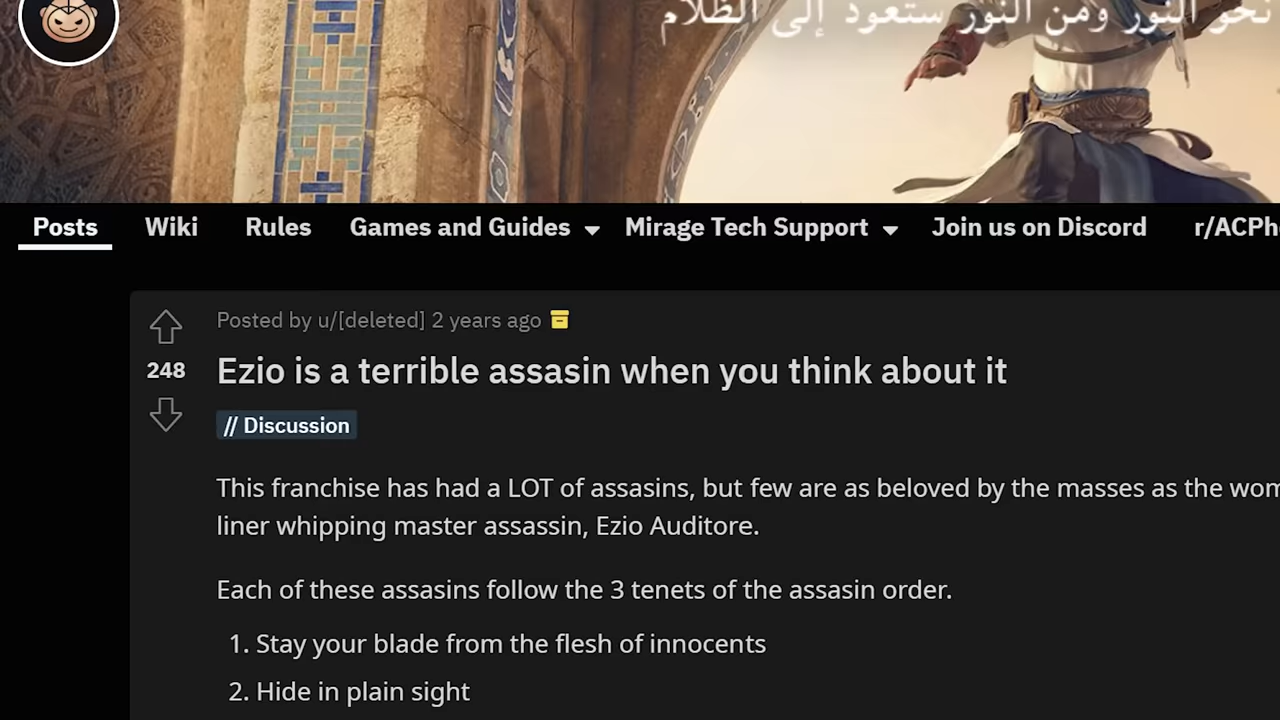 نحو النور ومن النور ستعود إلى الظلام
Posts Wiki Rules Games and Guides Mirage Tech Support Join us on Discord r/ACPh
Posted by u/[deleted] 2 years ago
248
Ezio is a terrible assasin when you think about it
// Discussion
This franchise has had a LOT of assasins, but few are as beloved by the masses as the wom
liner whipping master assassin, Ezio Auditore.
Each of these assasins follow the 3 tenets of the assasin order.
1. Stay your blade from the flesh of innocents
2. Hide in plain sight